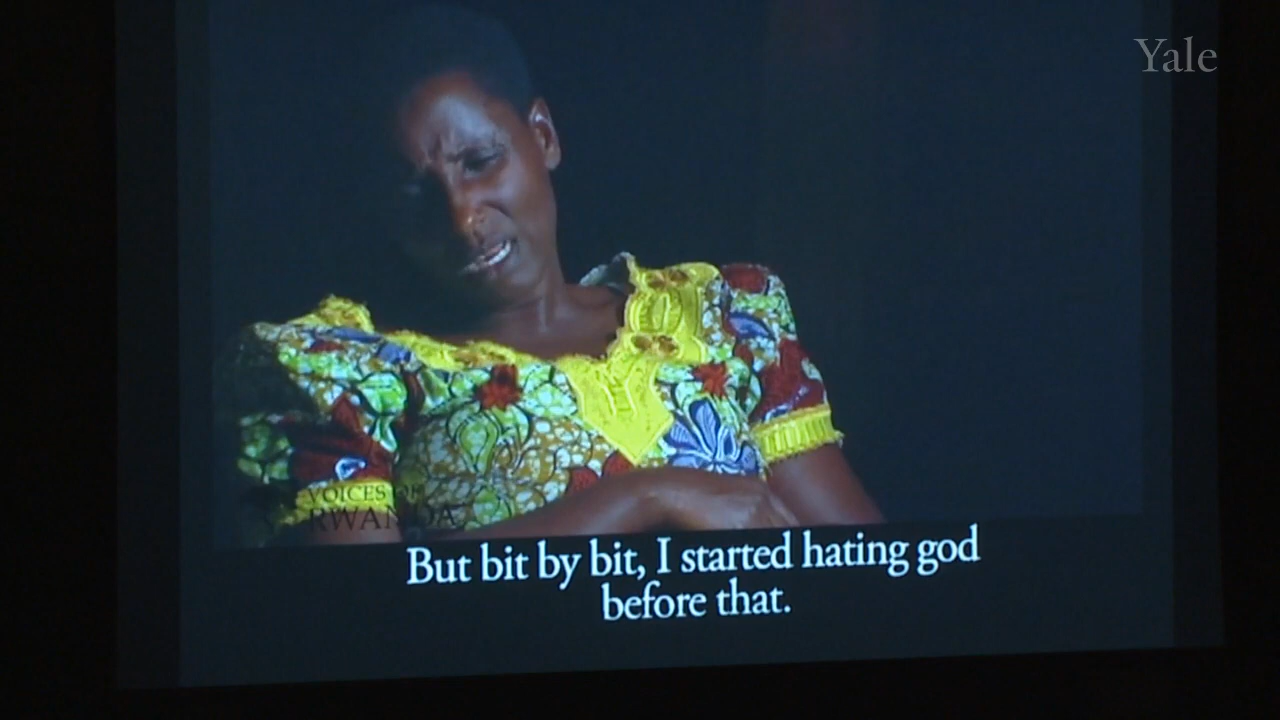 Yale
VOICES OF
RWANDA
But bit by bit, I started hating god
before that.